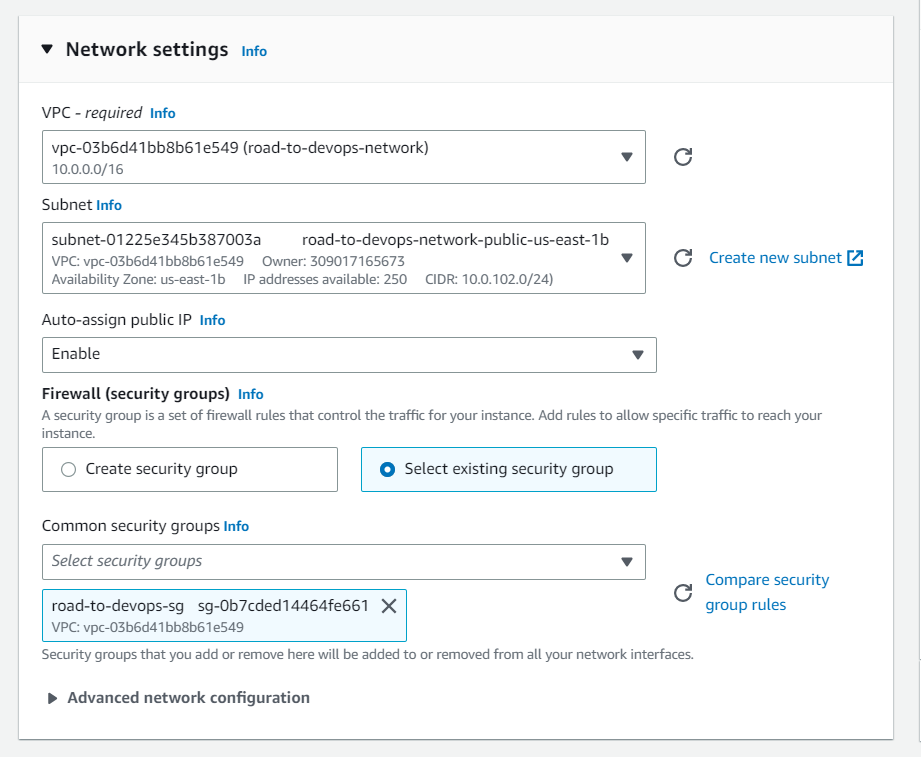 Network settings Info
VPC - required Info
vpc-03b6d41bb8b61e549 (road-to-devops-network)
10.0.0.0/16
Subnet Info
subnet-01225e345b387003a road-to-devops-network-public-us-east-1b
VPC: vpc-03b6d41bb8b61e549 Owner: 309017165673
Availability Zone: us-east-1b IP addresses available: 250 CIDR: 10.0.102.0/24)
Create new subnet
Auto-assign public IP Info
Enable
Firewall (security groups) Info
A security group is a set of firewall rules that control the traffic for your instance. Add rules to allow specific traffic to reach your
instance.
Create security group
Select existing security group
Common security groups Info
Select security groups
road-to-devops-sg sg-0b7cded14464fe661
VPC: vpc-03b6d41bb8b61e549
Compare security
group rules
Security groups that you add or remove here will be added to or removed from all your network interfaces.
Advanced network configuration